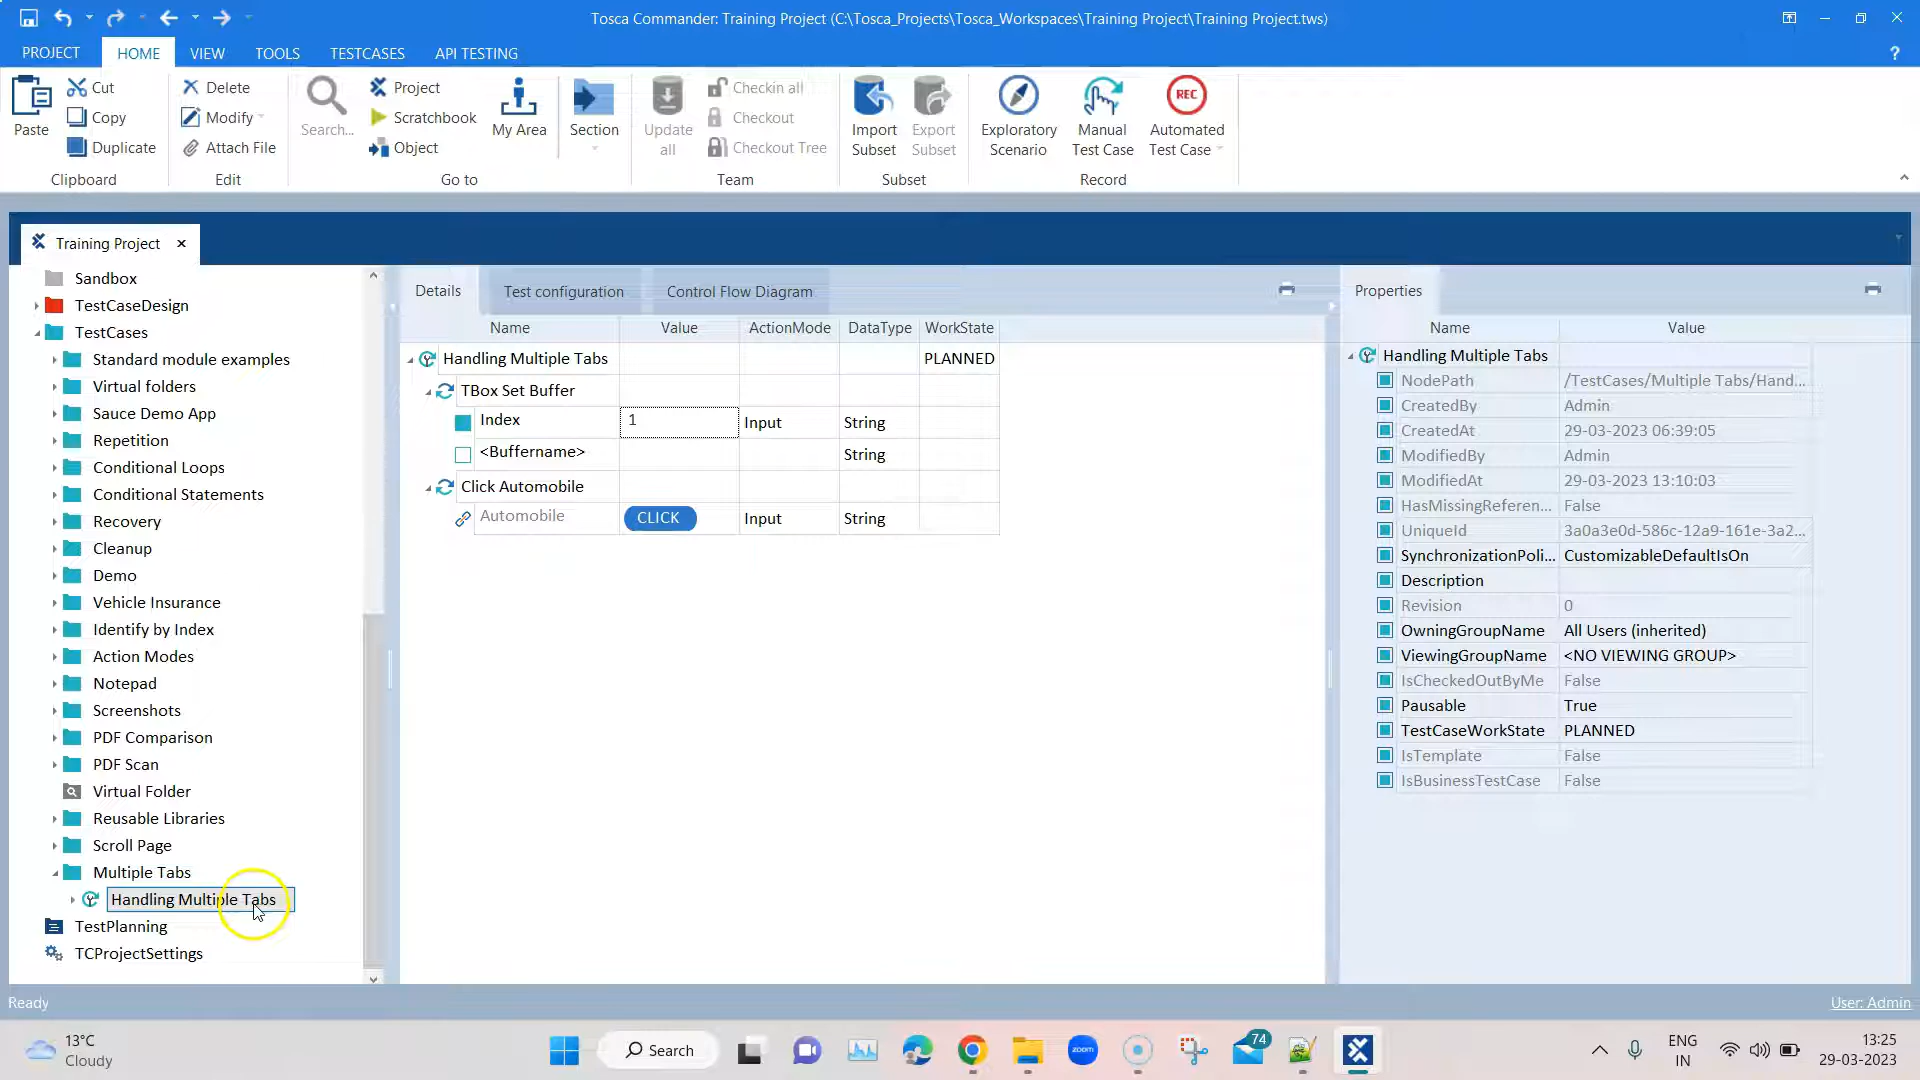 Tosca Commander: Training Project (C:\Tosca_Projects\Tosca_Workspaces\Training Project\Training Project.tws)
PROJECT HOME VIEW TOOLS TESTCASES API TESTING ?
Paste Cut Copy Duplicate Clipboard
Delete Modify Attach File Edit
Search... Project Scratchbook Object My Area Go to
Section
Update all Checkin all Checkout Checkout Tree Team
Import Subset Export Subset Subset
Exploratory Scenario Manual Test Case REC Automated Test Case Record
Training Project
Sandbox
TestCaseDesign
TestCases
Standard module examples
Virtual folders
Sauce Demo App
Repetition
Conditional Loops
Conditional Statements
Recovery
Cleanup
Demo
Vehicle Insurance
Identify by Index
Action Modes
Notepad
Screenshots
PDF Comparison
PDF Scan
Virtual Folder
Reusable Libraries
Scroll Page
Multiple Tabs
Handling Multiple Tabs
TestPlanning
TCProjectSettings
Details Test configuration Control Flow Diagram
Name Value ActionMode DataType WorkState
Handling Multiple Tabs PLANNED
TBox Set Buffer
Index 1 Input String
<Buffername> String
Click Automobile
Automobile CLICK Input String
Properties
Name Value
Handling Multiple Tabs
NodePath /TestCases/Multiple Tabs/Hand...
CreatedBy Admin
CreatedAt 29-03-2023 06:39:05
ModifiedBy Admin
ModifiedAt 29-03-2023 13:10:03
HasMissingReferen... False
UniqueId 3a0a3e0d-586c-12a9-161e-3a2...
SynchronizationPoli... CustomizableDefaultIsOn
Description
Revision 0
OwningGroupName All Users (inherited)
ViewingGroupName <NO VIEWING GROUP>
IsCheckedOutByMe False
Pausable True
TestCaseWorkState PLANNED
IsTemplate False
IsBusinessTestCase False
Ready User: Admin
13°C
Cloudy
Search
zoom
74
ENG
IN
13:25
29-03-2023